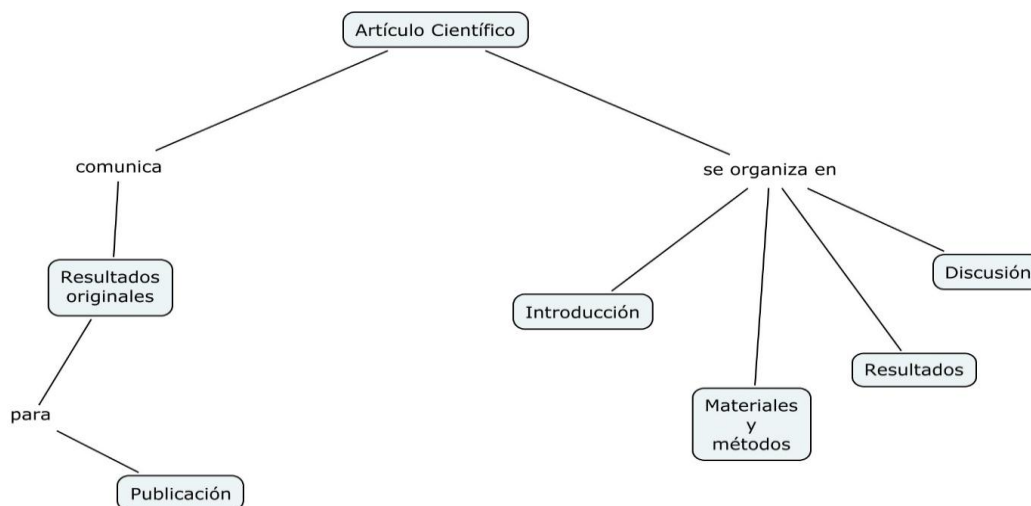 Artículo Científico
comunica
se organiza en
Resultados
originales
Discusión
Introducción
Resultados
Materiales
y
métodos
para
Publicación